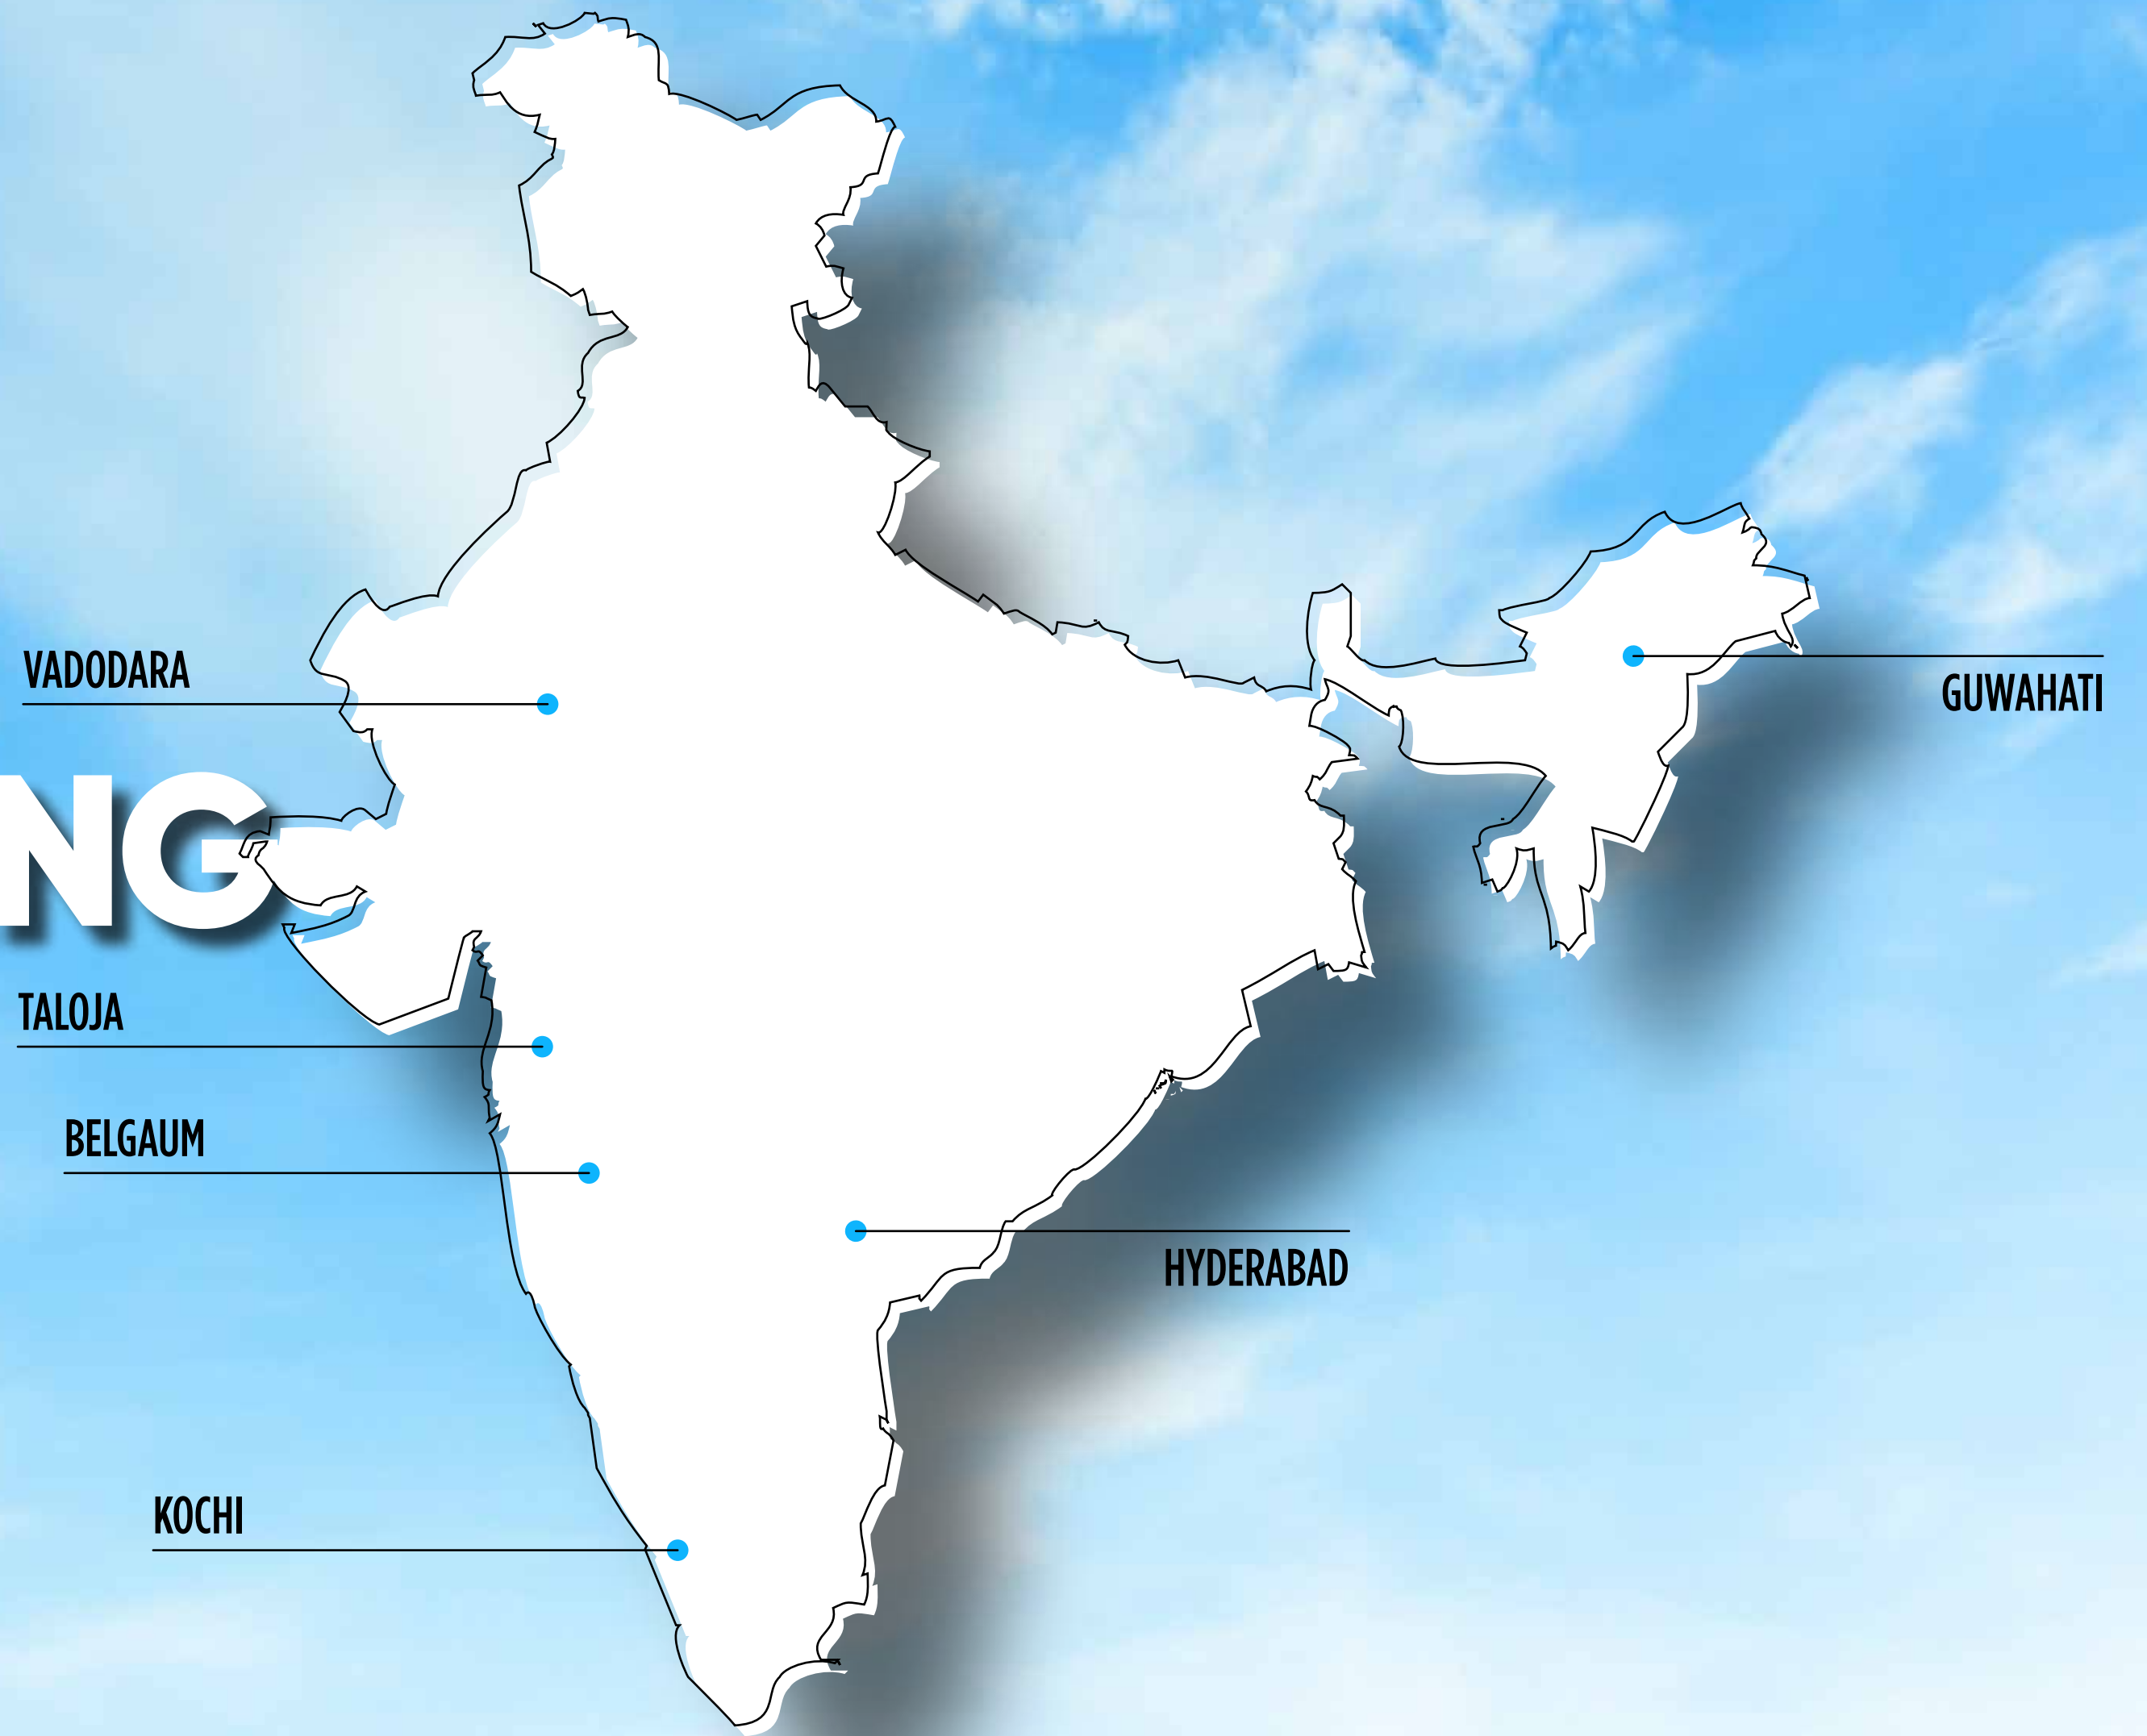 VADODARA
GUWAHATI
NG
TALOJA
BELGAUM
HYDERABAD
KOCHI